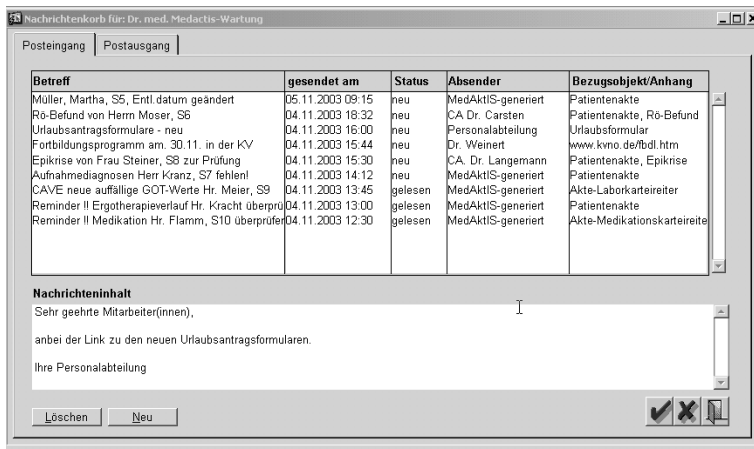 Nachrichtenkorb für: Dr. med. Medactis-Wartung
Posteingang Postausgang
Betreff gesendet am Status Absender Bezugsobjekt/Anhang
Müller, Martha, S5, Entl.datum geändert 05.11.2003 09:15 neu MedAktIS-generiert Patientenakte
Rö-Befund von Herrn Moser, S6 04.11.2003 18:32 neu CA Dr. Carsten Patientenakte, Rö-Befund
Urlaubsantragsformulare - neu 04.11.2003 16:00 neu Personalabteilung Urlaubsformular
Fortbildungsprogramm am. 30.11. in der KV 04.11.2003 15:44 neu Dr. Weinert www.kvno.de/fbdl.htm
Epikrise von Frau Steiner, S8 zur Prüfung 04.11.2003 15:30 neu CA. Dr. Langemann Patientenakte, Epikrise
Aufnahmediagnosen Herr Kranz, S7 fehlen! 04.11.2003 14:12 neu MedAktIS-generiert Patientenakte
CAVE neue auffällige GOT-Werte Hr. Meier, S9 04.11.2003 13:45 gelesen MedAktIS-generiert Akte-Laborkarteireiter
Reminder !! Ergotherapieverlauf Hr. Kracht überprü 04.11.2003 13:00 gelesen MedAktIS-generiert Patientenakte
Reminder !! Medikation Hr. Flamm, S10 überprüfer 04.11.2003 12:30 gelesen MedAktIS-generiert Akte-Medikationskarteireite
Nachrichteninhalt
Sehr geehrte Mitarbeiter(innen),
anbei der Link zu den neuen Urlaubsantragsformularen.
Ihre Personalabteilung
Löschen Neu